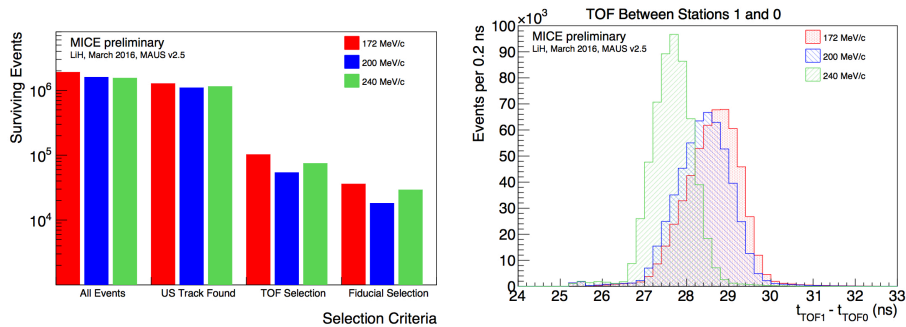 MICE preliminary
LiH, March 2016, MAUS v2.5
172 MeV/c
200 MeV/c
240 MeV/c
Surviving Events
10^6
10^5
10^4
All Events
US Track Found
TOF Selection
Fiducial Selection
Selection Criteria
×10^3
TOF Between Stations 1 and 0
MICE preliminary
LiH, March 2016, MAUS v2.5
172 MeV/c
200 MeV/c
240 MeV/c
Events per 0.2 ns
100
90
80
70
60
50
40
30
20
10
0
24 25 26 27 28 29 30 31 32 33
t_TOF1 - t_TOF0 (ns)